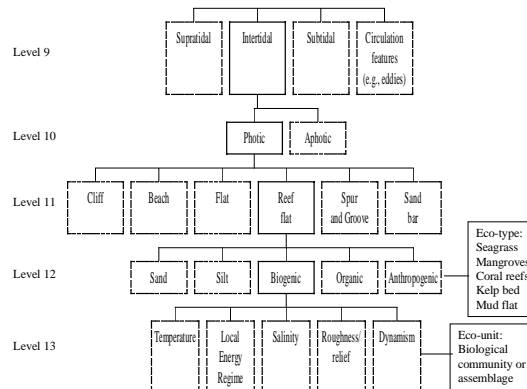 Level 9
Supratidal
Intertidal
Subtidal
Circulation
features
(e.g., eddies)
Level 10
Photic
Aphotic
Level 11
Cliff
Beach
Flat
Reef
flat
Spur
and Groove
Sand
bar
Level 12
Sand
Silt
Biogenic
Organic
Anthropogenic
Eco-type:
Seagrass
Mangroves
Coral reefs
Kelp bed
Mud flat
Level 13
Temperature
Local
Energy
Regime
Salinity
Roughness/
relief
Dynamism
Eco-unit:
Biological
community or
assemblage